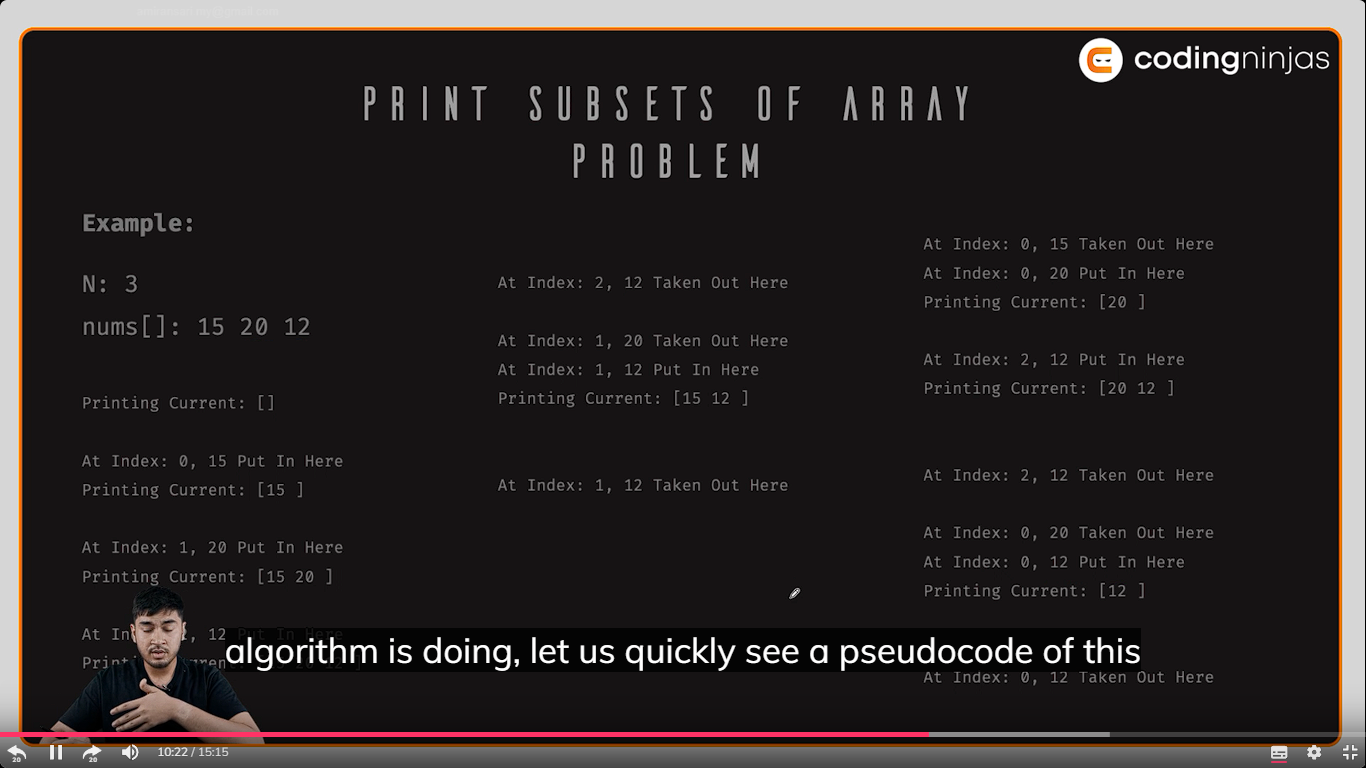 codingninjas
PRINT SUBSETS OF ARRAY
PROBLEM
Example:
N: 3
nums[]: 15 20 12
Printing Current: []
At Index: 0, 15 Put In Here
Printing Current: [15 ]
At Index: 1, 20 Put In Here
Printing Current: [15 20 ]
12 Put In Here
At Index: 2, 12 Taken Out Here
At Index: 1, 20 Taken Out Here
At Index: 1, 12 Put In Here
Printing Current: [15 12 ]
At Index: 1, 12 Taken Out Here
At Index: 0, 15 Taken Out Here
At Index: 0, 20 Put In Here
Printing Current: [20 ]
At Index: 2, 12 Put In Here
Printing Current: [20 12 ]
At Index: 2, 12 Taken Out Here
At Index: 0, 20 Taken Out Here
At Index: 0, 12 Put In Here
Printing Current: [12 ]
At Index: 0, 12 Taken Out Here
algorithm is doing, let us quickly see a pseudocode of this
20
20
10:22 / 15:15